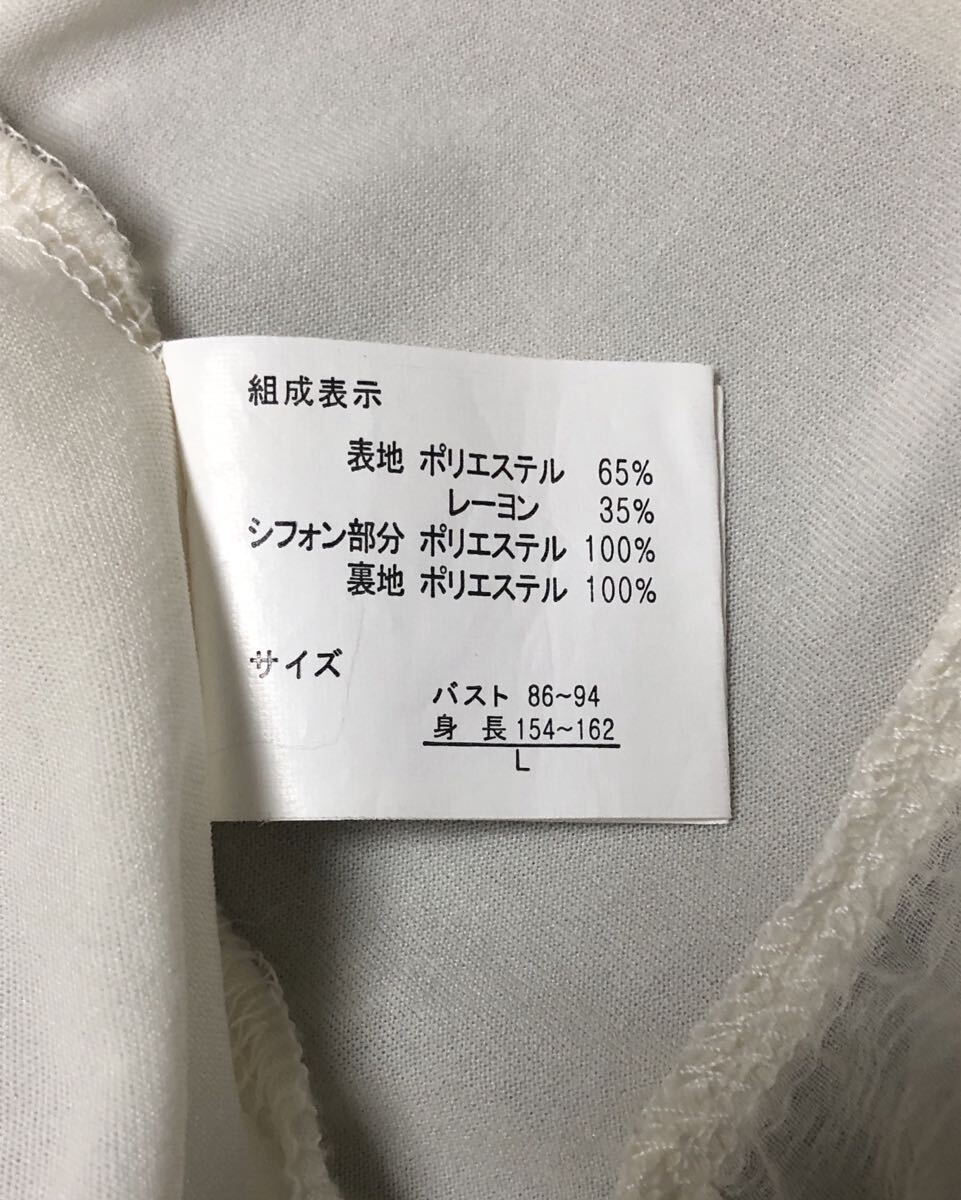 組成表示
表地 ポリエステル 65%
レーヨン 35%
シフォン部分 ポリエステル 100%
裏地 ポリエステル 100%
サイズ
バスト 86~94
身長 154~162
L